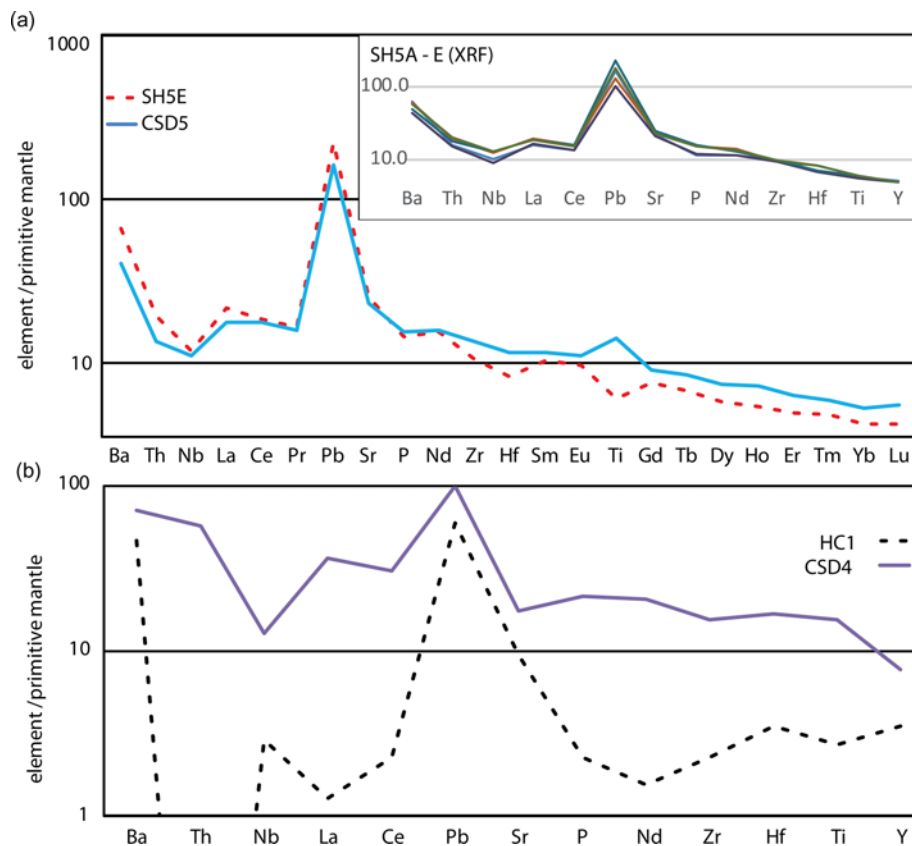 (a)
1000
100
10
element/primitive mantle
SH5E
CSD5
SH5A - E (XRF)
100.0
10.0
Ba Th Nb La Ce Pb Sr P Nd Zr Hf Ti Y
Ba Th Nb La Ce Pr Pb Sr P Nd Zr Hf Sm Eu Ti Gd Tb Dy Ho Er Tm Yb Lu
(b)
100
10
1
element/primitive mantle
HC1
CSD4
Ba Th Nb La Ce Pb Sr P Nd Zr Hf Ti Y